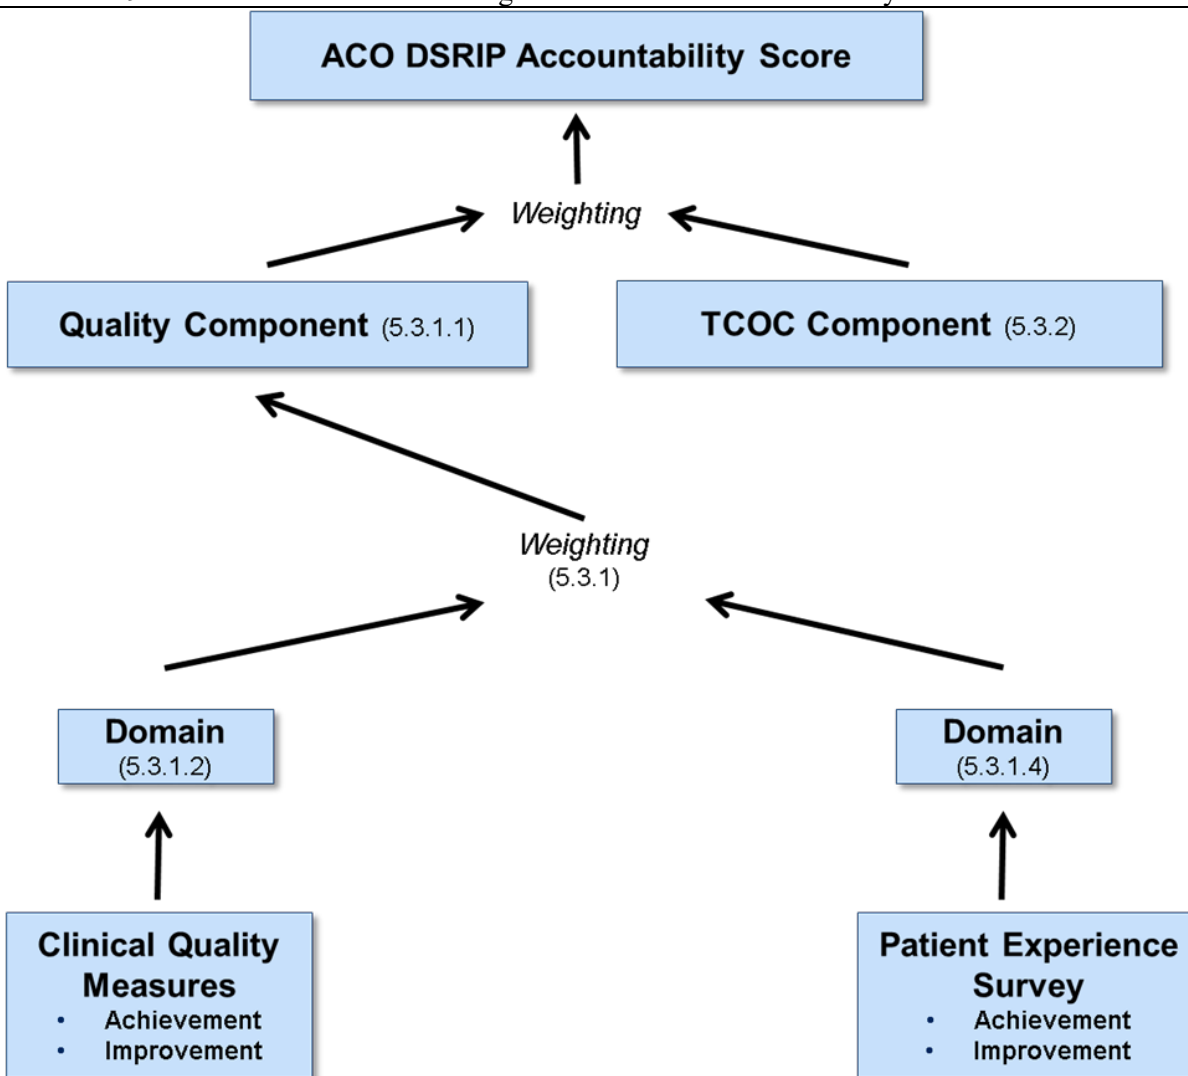 ACO DSRIP Accountability Score
Weighting
Quality Component (5.3.1.1)
TCOC Component (5.3.2)
Weighting
(5.3.1)
Domain
(5.3.1.2)
Domain
(5.3.1.4)
Clinical Quality
Measures
• Achievement
• Improvement
Patient Experience
Survey
• Achievement
• Improvement